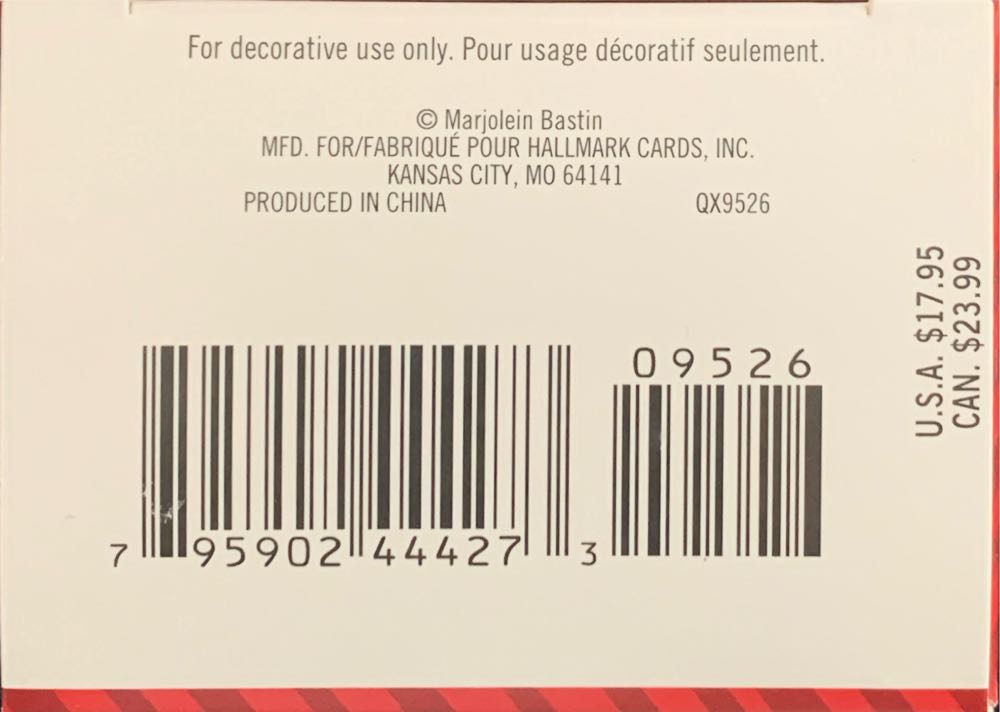 For decorative use only. Pour usage décoratif seulement.
© Marjolein Bastin
MFD. FOR/FABRIQUÉ POUR HALLMARK CARDS, INC.
KANSAS CITY, MO 64141
PRODUCED IN CHINA QX9526
U.S.A. $17.95
CAN. $23.99
09526
7 95902 44427 3